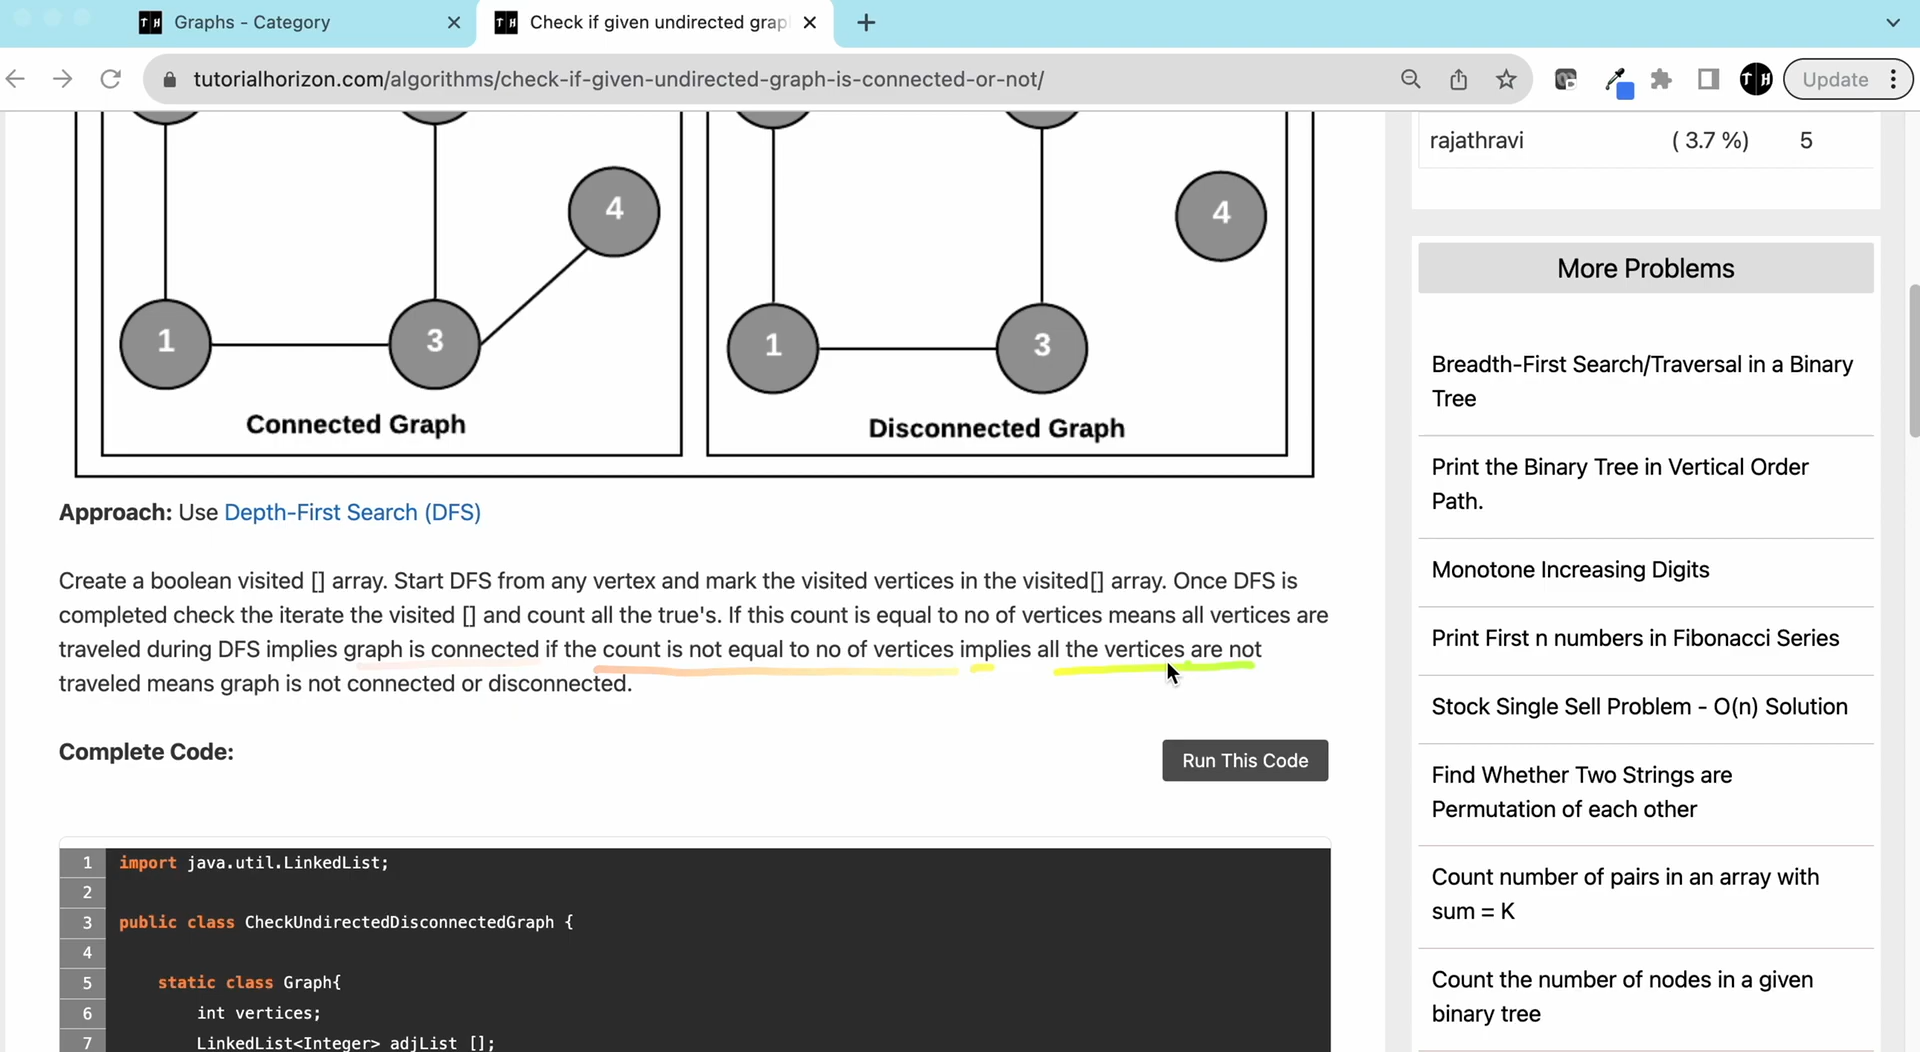 Graphs - Category
Check if given undirected grap
tutorialhorizon.com/algorithms/check-if-given-undirected-graph-is-connected-or-not/
Update
4
1
3
Connected Graph
4
1
3
Disconnected Graph
Approach: Use Depth-First Search (DFS)
Create a boolean visited [] array. Start DFS from any vertex and mark the visited vertices in the visited[] array. Once DFS is
completed check the iterate the visited [] and count all the true's. If this count is equal to no of vertices means all vertices are
traveled during DFS implies graph is connected if the count is not equal to no of vertices implies all the vertices are not
traveled means graph is not connected or disconnected.
Complete Code:
Run This Code
1 import java.util.LinkedList;
2
3 public class CheckUndirectedDisconnectedGraph {
4
5 static class Graph{
6 int vertices;
7 LinkedList<Integer> adjList [];
rajathravi ( 3.7 %) 5
More Problems
Breadth-First Search/Traversal in a Binary
Tree
Print the Binary Tree in Vertical Order
Path.
Monotone Increasing Digits
Print First n numbers in Fibonacci Series
Stock Single Sell Problem - O(n) Solution
Find Whether Two Strings are
Permutation of each other
Count number of pairs in an array with
sum = K
Count the number of nodes in a given
binary tree